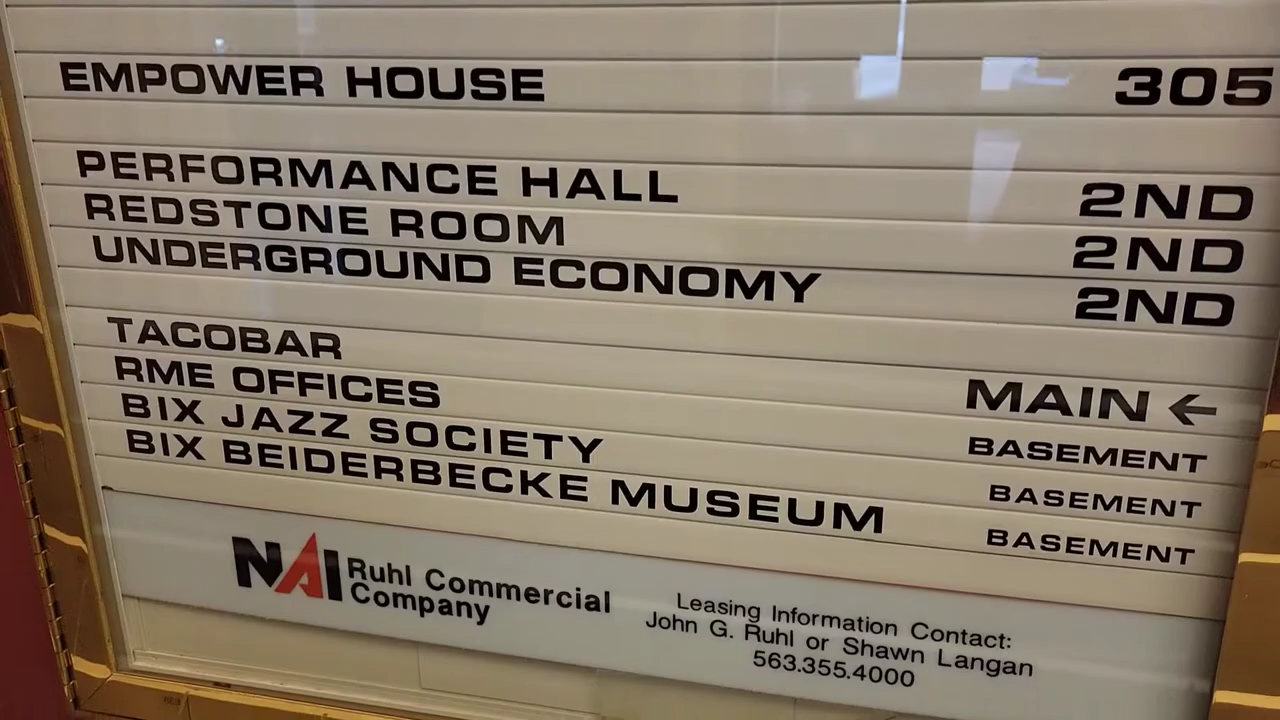 EMPOWER HOUSE 305
PERFORMANCE HALL 2ND
REDSTONE ROOM 2ND
UNDERGROUND ECONOMY 2ND
TACOBAR MAIN ←
RME OFFICES BASEMENT
BIX JAZZ SOCIETY BASEMENT
BIX BEIDERBECKE MUSEUM BASEMENT
NAI Ruhl Commercial
Company
Leasing Information Contact:
John G. Ruhl or Shawn Langan
563.355.4000